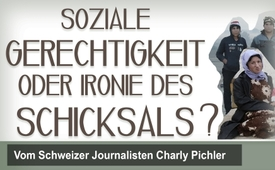 SOZIALE
GERECHTIGKEIT
ODER IRONIE DES
SCHICKSALS?
Vom Schweizer Journalisten Charly Pichler